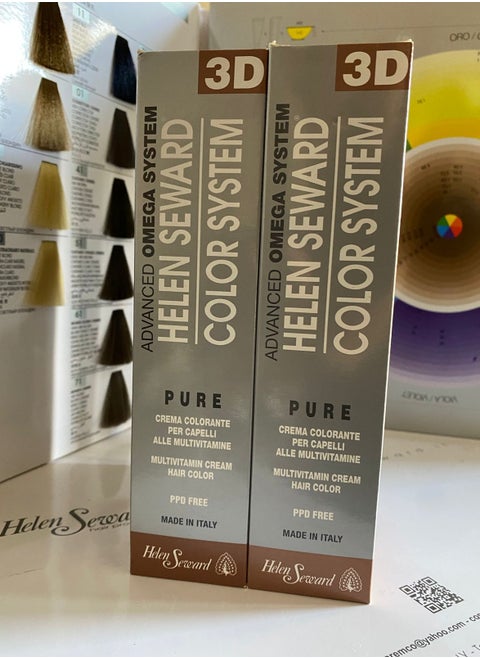 3D
ADVANCED OMEGA SYSTEM
HELEN SEWARD
COLOR SYSTEM
PURE
CREMA COLORANTE
PER CAPELLI
ALLE MULTIVITAMINE
MULTIVITAMIN CREAM
HAIR COLOR
PPD FREE
MADE IN ITALY
Helen Seward
3D
ADVANCED OMEGA SYSTEM
HELEN SEWARD
COLOR SYSTEM
PURE
CREMA COLORANTE
PER CAPELLI
ALLE MULTIVITAMINE
MULTIVITAMIN CREAM
HAIR COLOR
PPD FREE
MADE IN ITALY
Helen Seward
Helen Sewa
ORO /
VIOLA / VIOLET
@yahoo.com